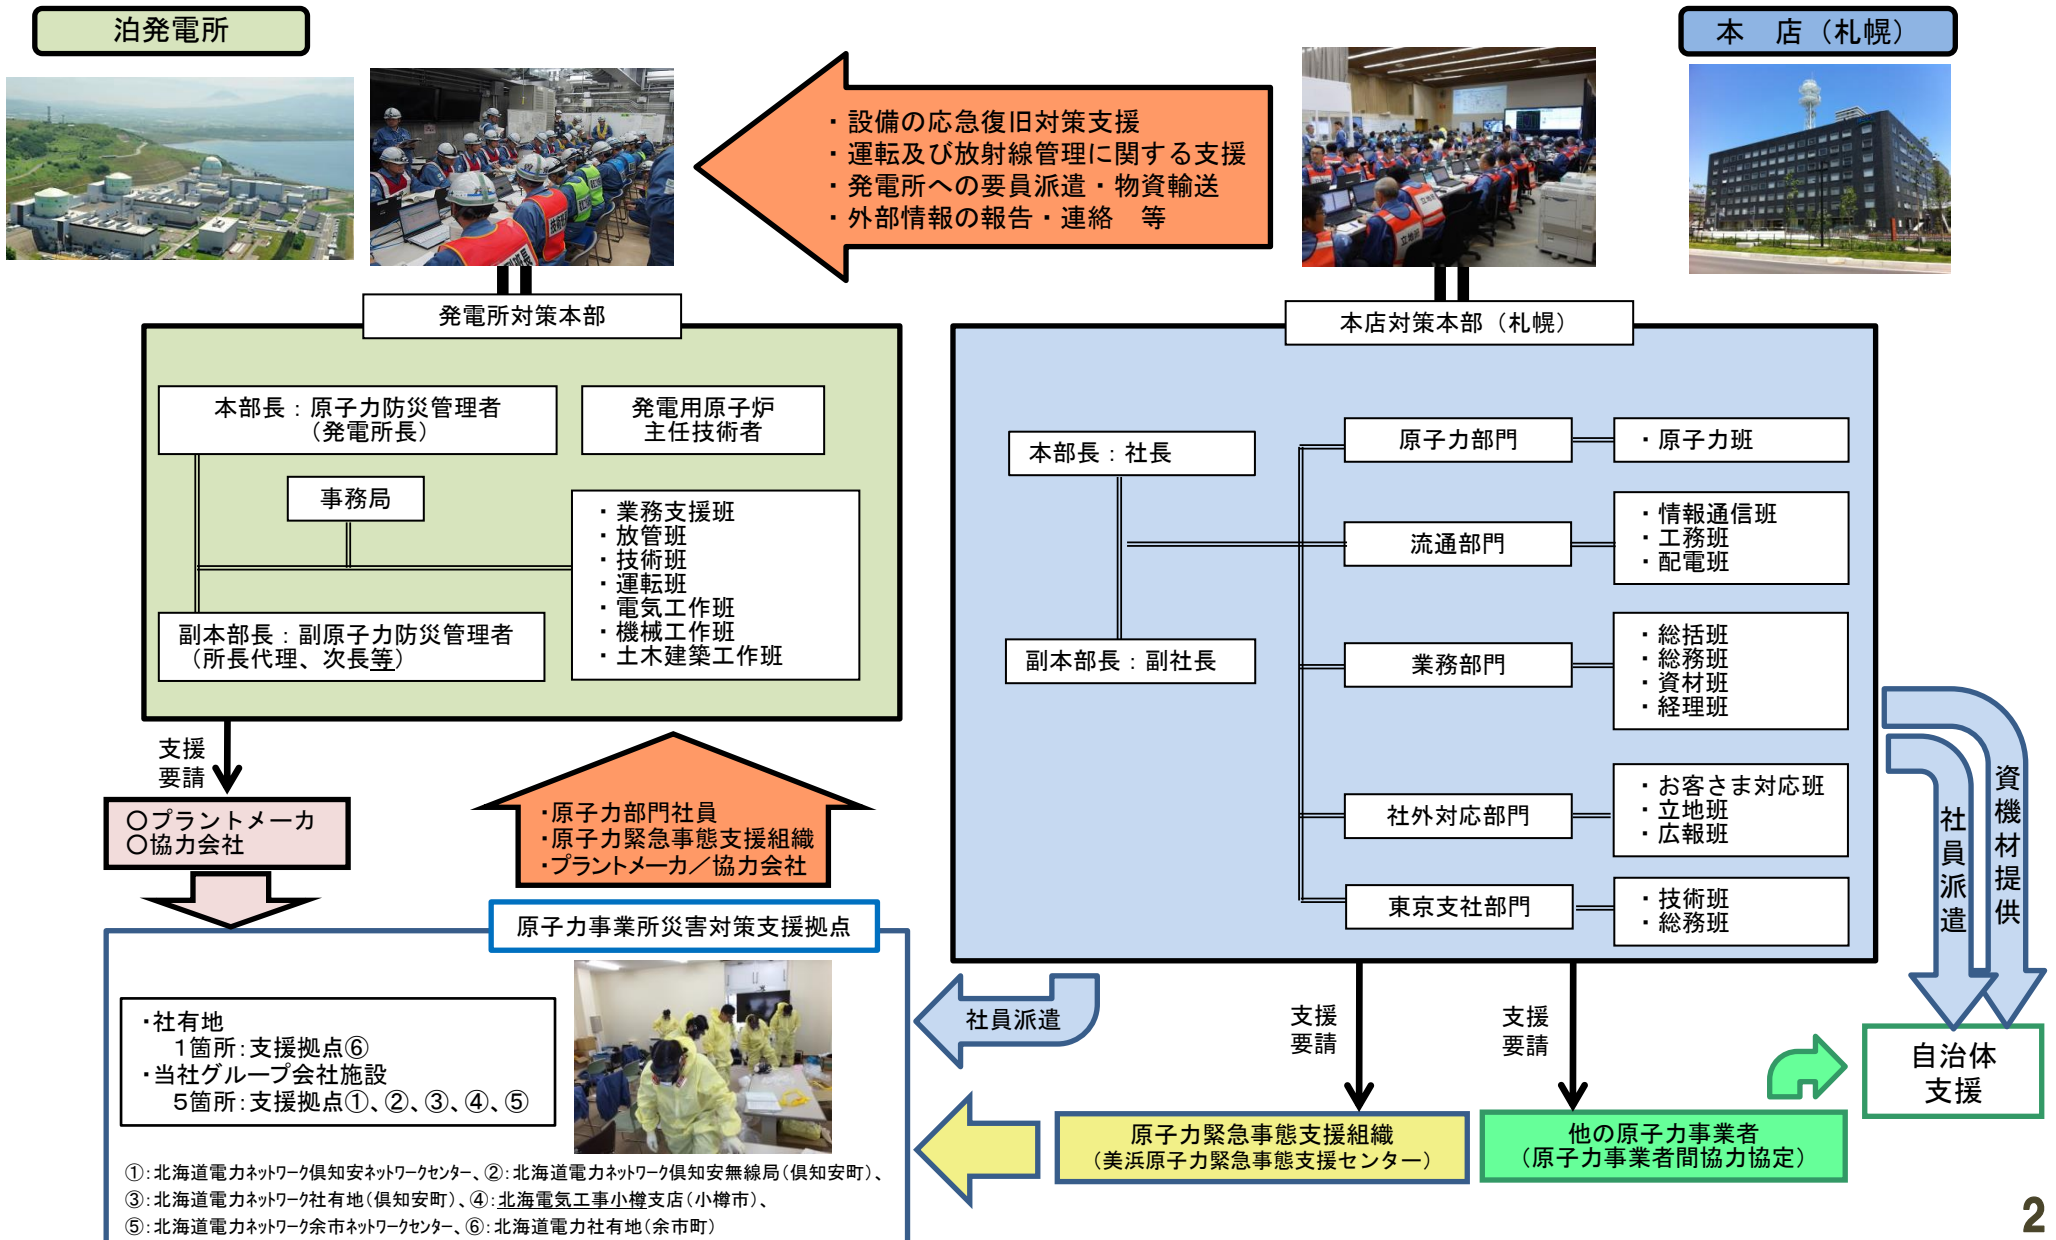 泊発電所
本　店（札幌）
・設備の応急復旧対策支援
・運転及び放射線管理に関する支援
・発電所への要員派遣・物資輸送
・外部情報の報告・連絡　等
発電所対策本部
本部長：原子力防災管理者
（発電所長）
発電用原子炉
主任技術者
事務局
・業務支援班
・放管班
・技術班
・運転班
・電気工作班
・機械工作班
・土木建築工作班
副本部長：副原子力防災管理者
（所長代理、次長等）
本店対策本部（札幌）
本部長：社長
副本部長：副社長
原子力部門
・原子力班
流通部門
・情報通信班
・工務班
・配電班
業務部門
・総括班
・総務班
・資材班
・経理班
社外対応部門
・お客さま対応班
・立地班
・広報班
東京支社部門
・技術班
・総務班
支援
要請
○プラントメーカ
○協力会社
・原子力部門社員
・原子力緊急事態支援組織
・プラントメーカ／協力会社
原子力事業所災害対策支援拠点
・社有地
１箇所：支援拠点⑥
・当社グループ会社施設
５箇所：支援拠点①、②、③、④、⑤
①：北海道電力ネットワーク倶知安ネットワークセンター、②：北海道電力ネットワーク倶知安無線局（倶知安町）、
③：北海道電力ネットワーク社有地（倶知安町）、④：北海電気工事小樽支店（小樽市）、
⑤：北海道電力ネットワーク余市ネットワークセンター、⑥：北海道電力社有地（余市町）
社員派遣
支援
要請
支援
要請
原子力緊急事態支援組織
（美浜原子力緊急事態支援センター）
他の原子力事業者
（原子力事業者間協力協定）
社員派遣
資機材提供
自治体
支援
2